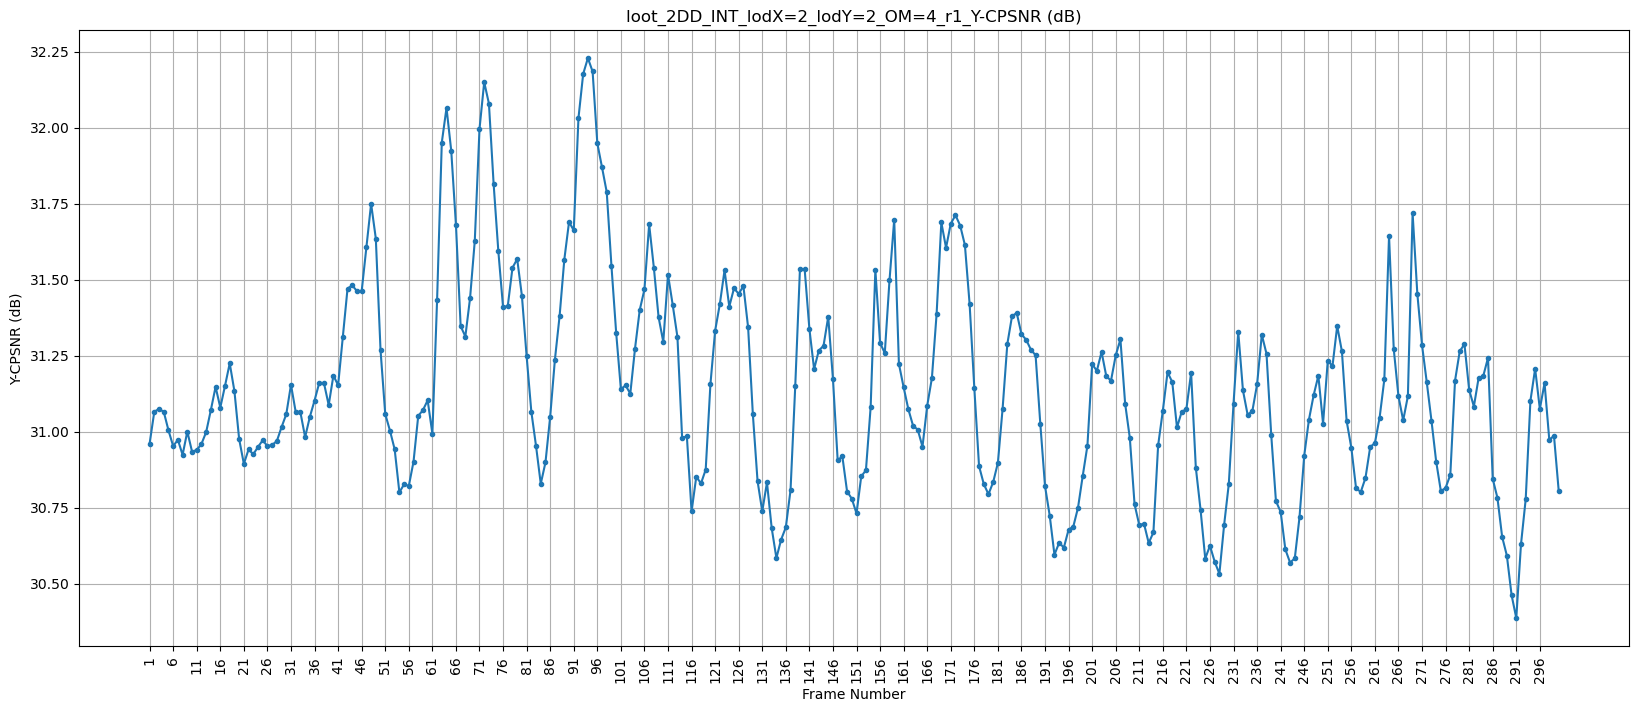 loot_2DD_INT_lodX=2_lodY=2_OM=4_r1_Y-CPSNR (dB)
Y-CPSNR (dB)
32.25
32.00
31.75
31.50
31.25
31.00
30.75
30.50
1 6 11 16 21 26 31 36 41 46 51 56 61 66 71 76 81 86 91 96 101 106 111 116 121 126 131 136 141 146 151 156 161 166 171 176 181 186 191 196 201 206 211 216 221 226 231 236 241 246 251 256 261 266 271 276 281 286 291 296
Frame Number